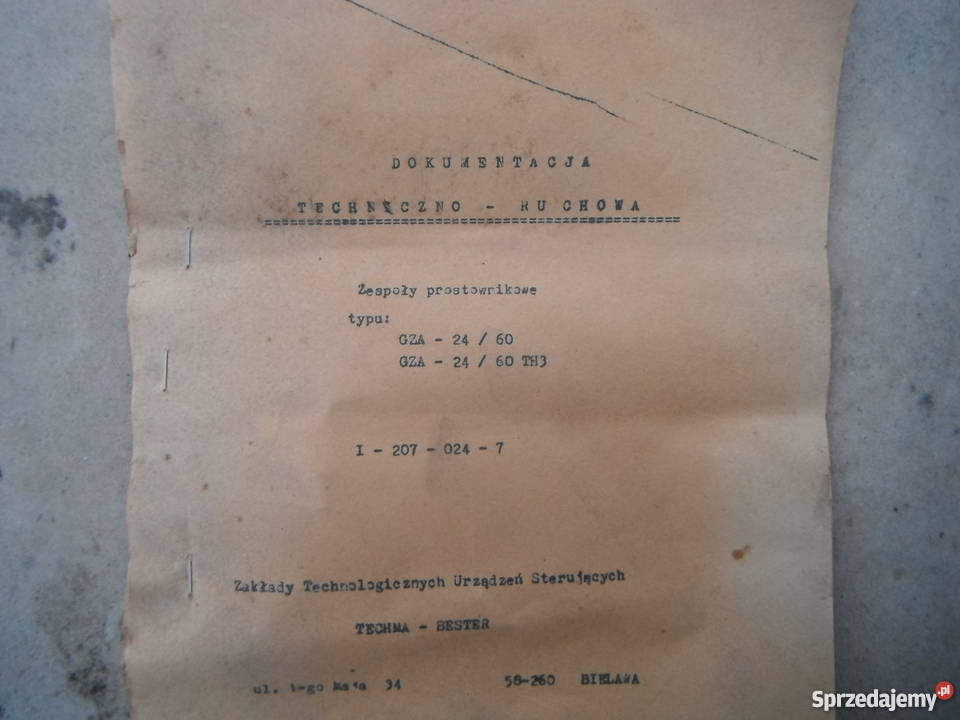 DOKUMENTACJA
TECHNICZNO - RUCHOWA
Zespoły prostownikowe
typu:
GZA - 24 / 60
GZA - 24 / 60 TH3
I - 207 - 024 - 7
Zakłady Technologicznych Urządzeń Sterujących
TECHMA - BESTER
ul. 1-go Maja 34 58-260 BIELAWA
Sprzedajemy.pl